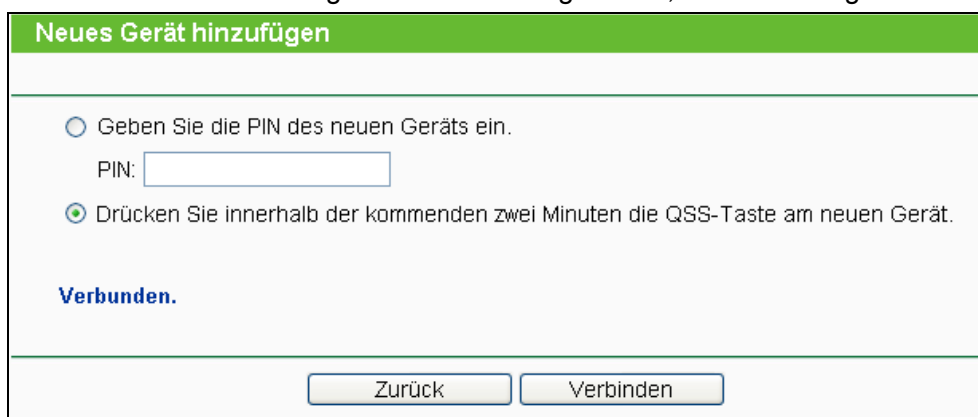 Neues Gerät hinzufügen
Geben Sie die PIN des neuen Geräts ein.
PIN:
Drücken Sie innerhalb der kommenden zwei Minuten die QSS-Taste am neuen Gerät.
Verbunden.
Zurück Verbinden